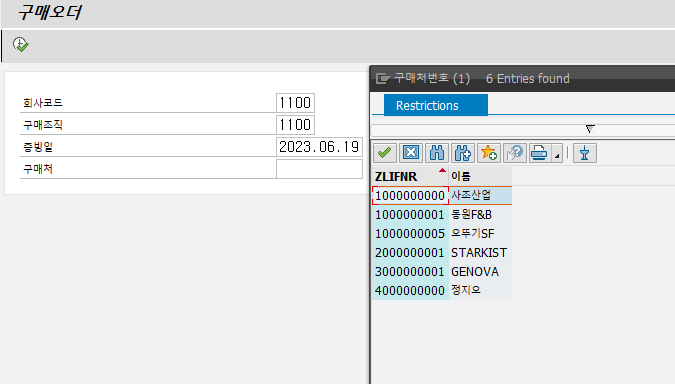 구매오더
회사코드 1100
구매조직 1100
증빙일 2023.06.19
구매처
구매처번호 (1) 6 Entries found
Restrictions
ZLIFNR 이름
1000000000 사조산업
1000000001 동원F&B
1000000005 오뚜기SF
2000000001 STARKIST
3000000001 GENOVA
4000000000 정지오